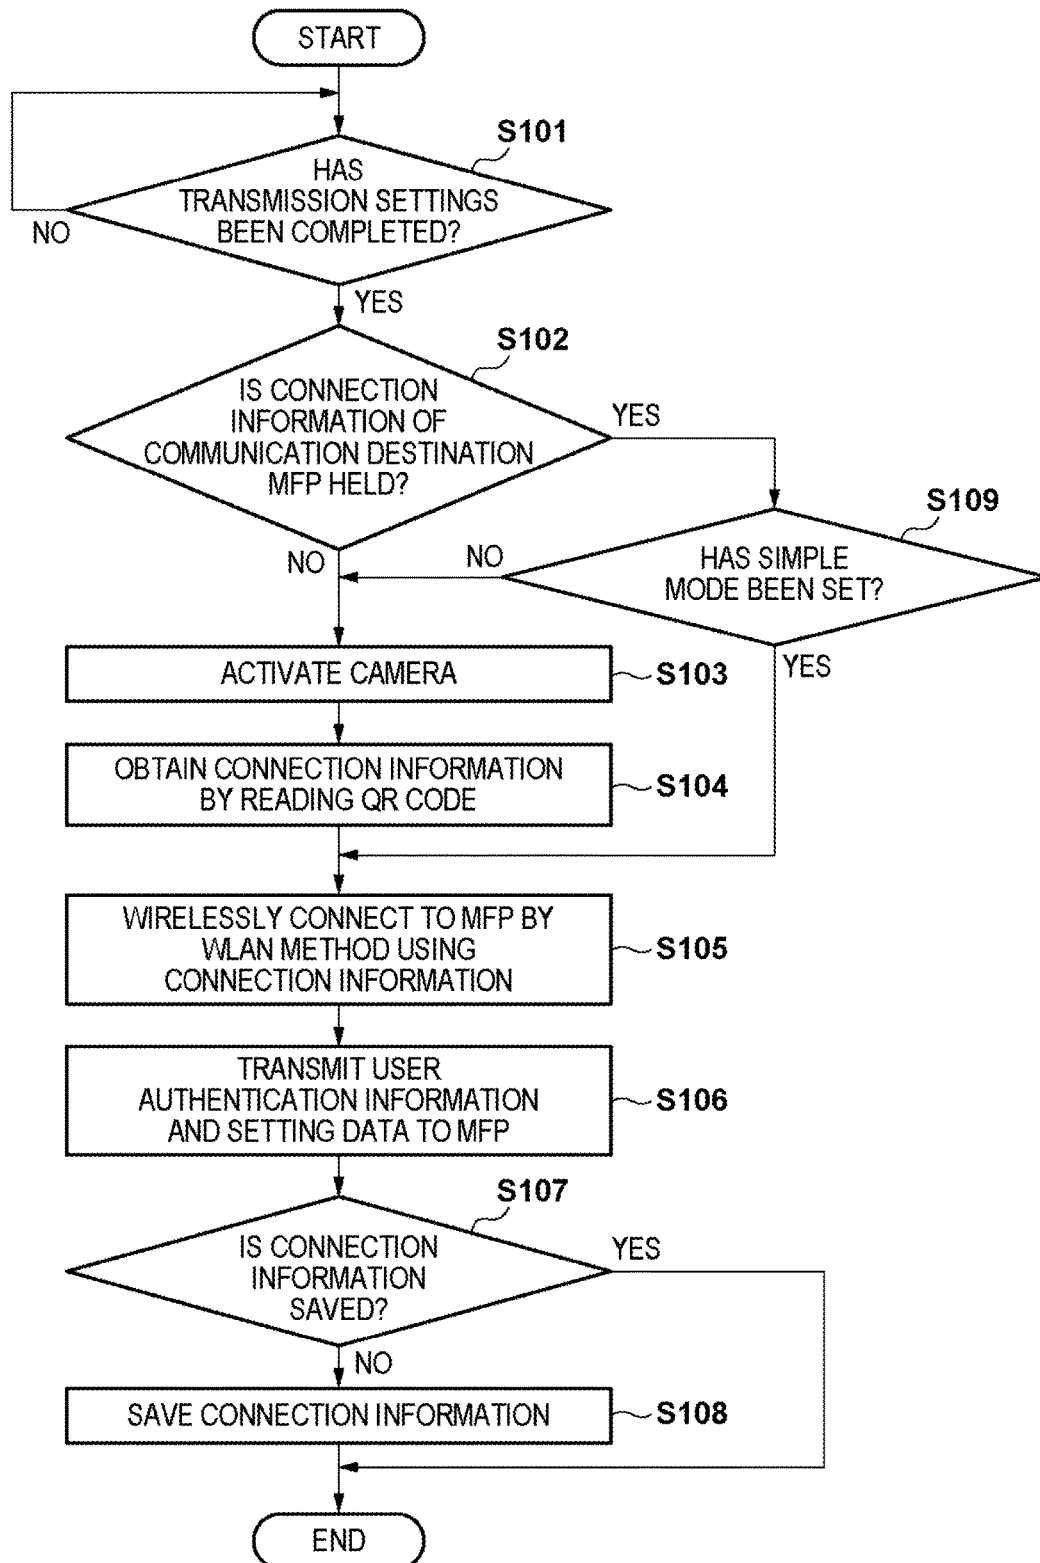 START
S101
HAS
TRANSMISSION SETTINGS
BEEN COMPLETED?
NO
YES
S102
IS CONNECTION
INFORMATION OF
COMMUNICATION DESTINATION
MFP HELD?
YES
NO
S109
HAS SIMPLE
MODE BEEN SET?
NO
YES
ACTIVATE CAMERA
S103
OBTAIN CONNECTION INFORMATION
BY READING QR CODE
S104
WIRELESSLY CONNECT TO MFP BY
WLAN METHOD USING
CONNECTION INFORMATION
S105
TRANSMIT USER
AUTHENTICATION INFORMATION
AND SETTING DATA TO MFP
S106
S107
IS CONNECTION
INFORMATION
SAVED?
YES
NO
SAVE CONNECTION INFORMATION
S108
END